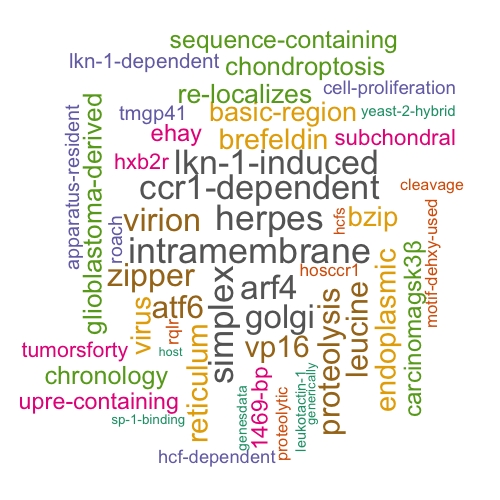 sequence-containing
lkn-1-dependent
chondroptosis
re-localizes
cell-proliferation
tmgp41
basic-region
yeast-2-hybrid
ehay
brefeldin
subchondral
apparatus-resident
glioblastoma-derived
hxb2r
lkn-1-induced
cleavage
ccr1-dependent
roach
virion
herpes
hcfs
bzip
motif-dehxy-used
intramembrane
zipper
hosccr1
endoplasmic
carcinomagsk3β
simplex
arf4
proteolysis
leucine
virus
atf6
golgi
rqlr
reticulum
vp16
tumorsforty
host
chronology
1469-bp
leukotactin-1
generically
upre-containing
genesdata
proteolytic
sp-1-binding
hcf-dependent